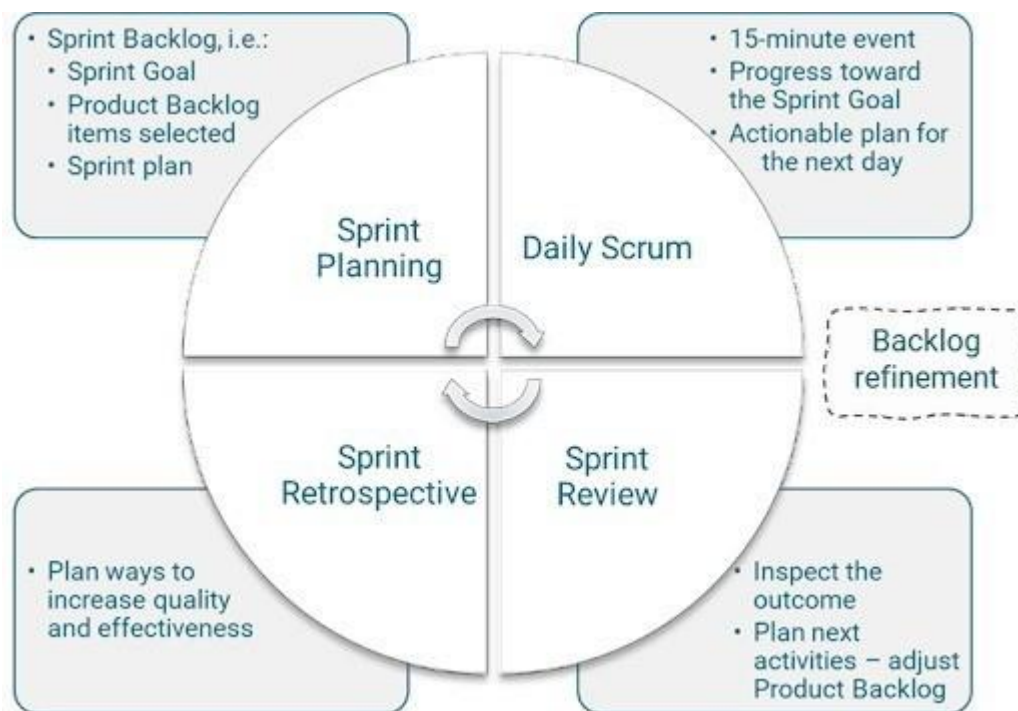 • Sprint Backlog, i.e.:
• Sprint Goal
• Product Backlog
items selected
• Sprint plan
• 15-minute event
• Progress toward
the Sprint Goal
• Actionable plan for
the next day
Sprint
Planning
Daily Scrum
Backlog
refinement
Sprint
Retrospective
Sprint
Review
• Plan ways to
increase quality
and effectiveness
• Inspect the
outcome
• Plan next
activities – adjust
Product Backlog